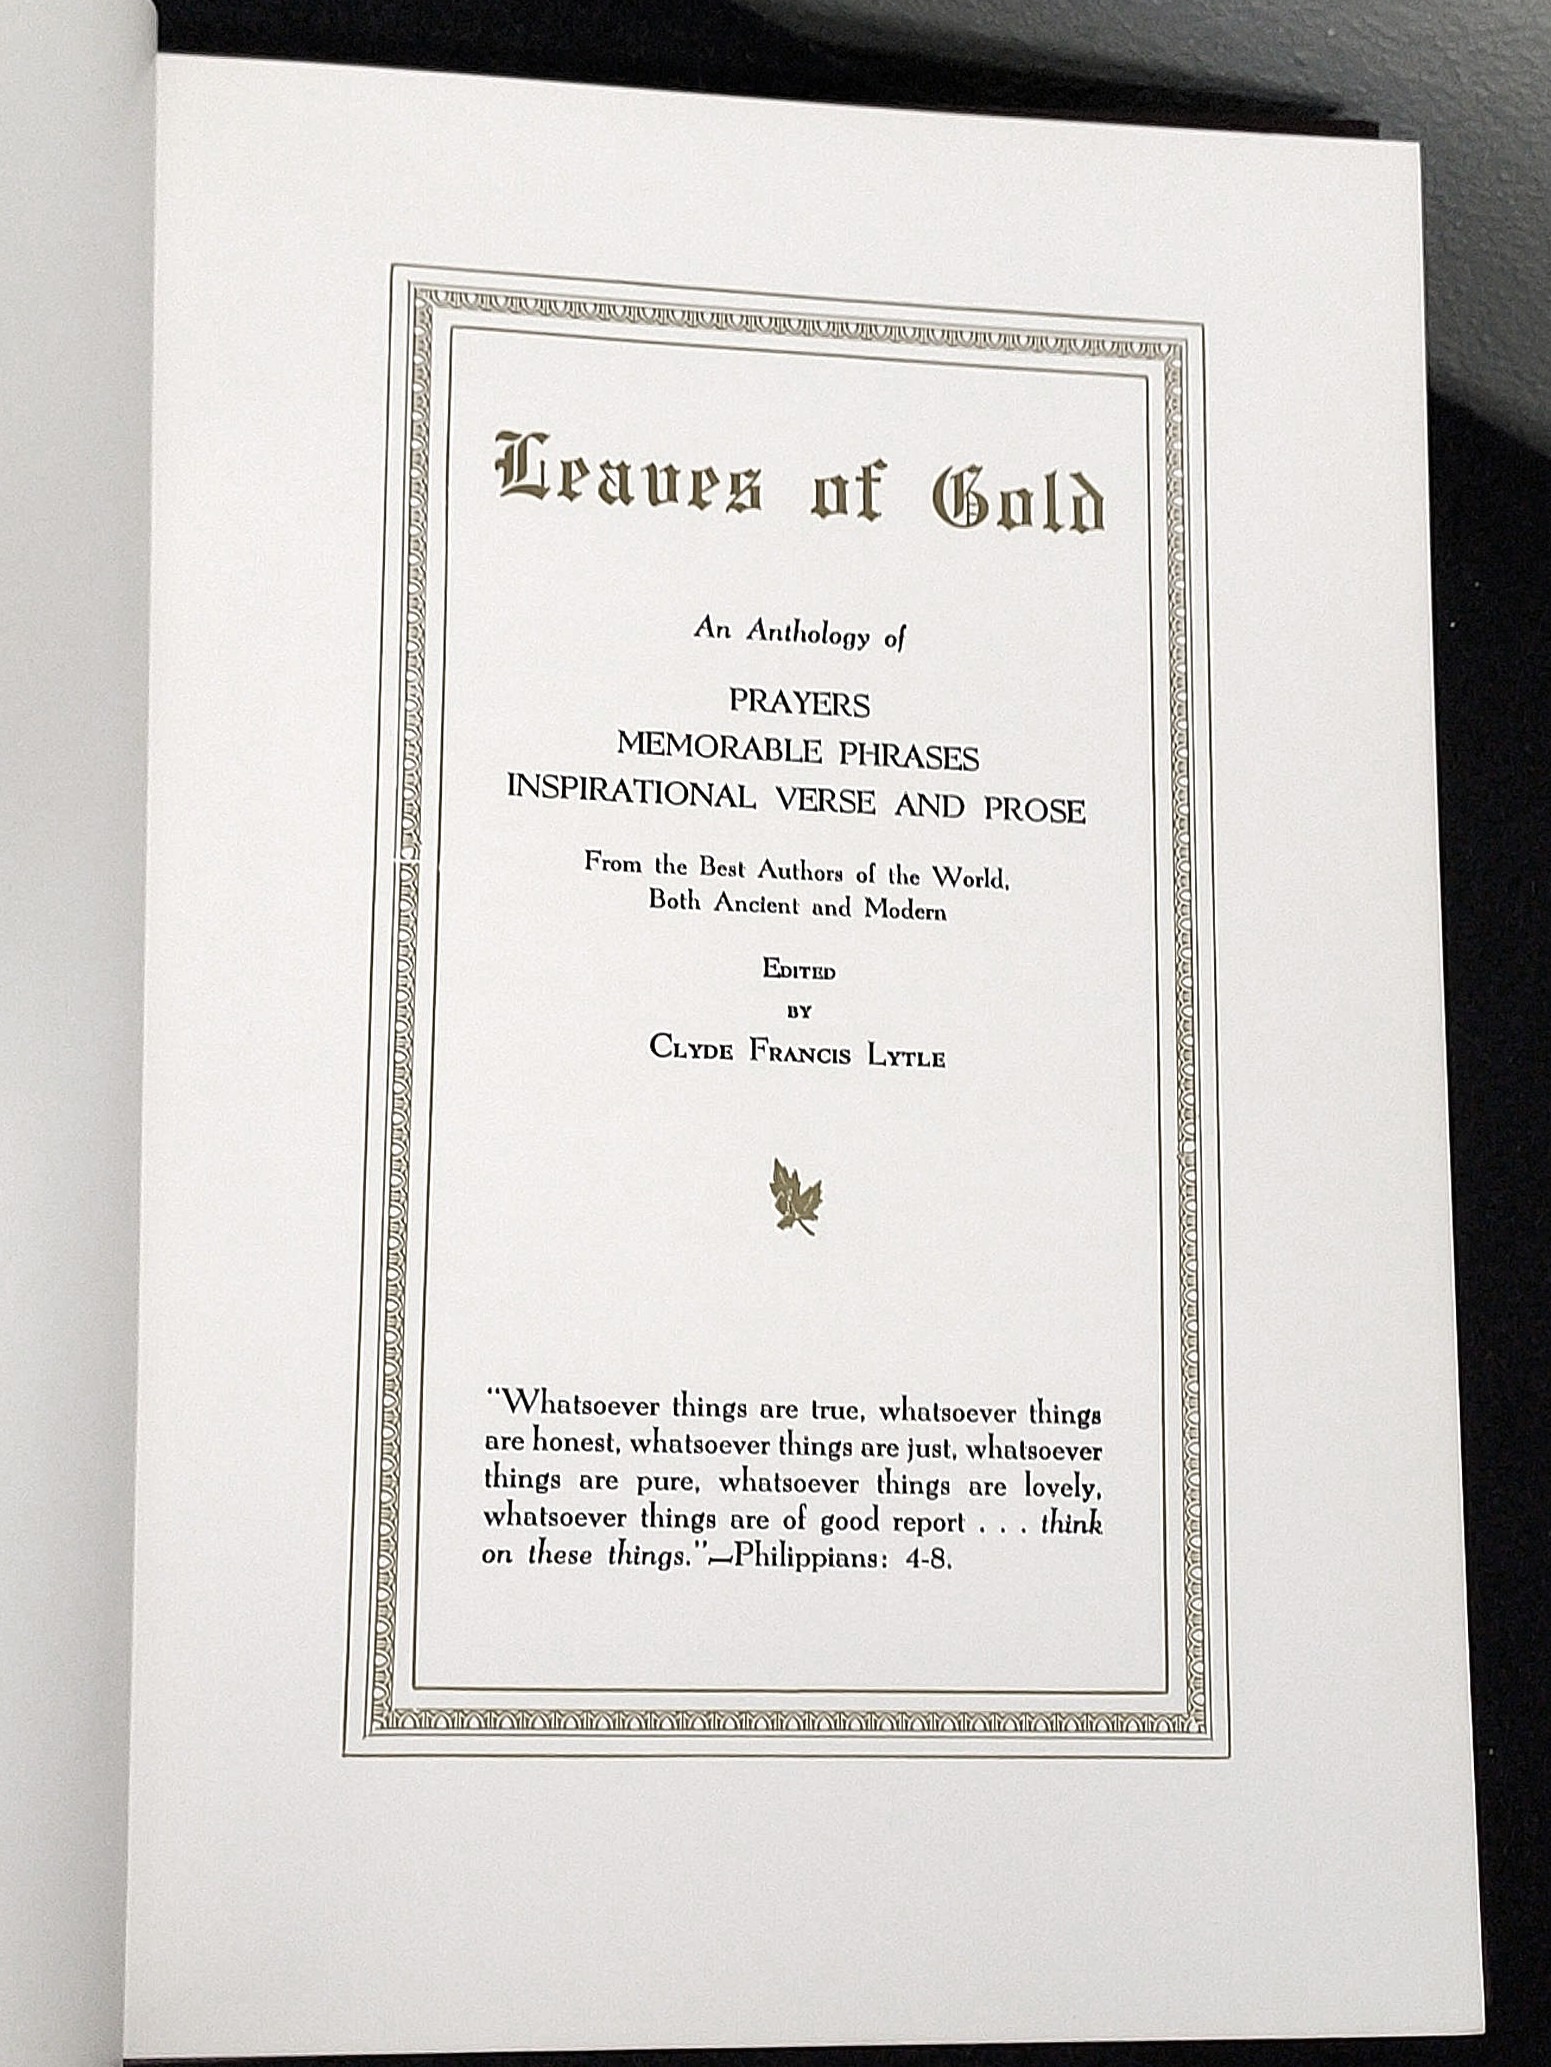 Leaves of Gold
An Anthology of
PRAYERS
MEMORABLE PHRASES
INSPIRATIONAL VERSE AND PROSE
From the Best Authors of the World,
Both Ancient and Modern
EDITED
BY
CLYDE FRANCIS LYTLE
“Whatsoever things are true, whatsoever things
are honest, whatsoever things are just, whatsoever
things are pure, whatsoever things are lovely,
whatsoever things are of good report . . . think
on these things.”—Philippians: 4-8.